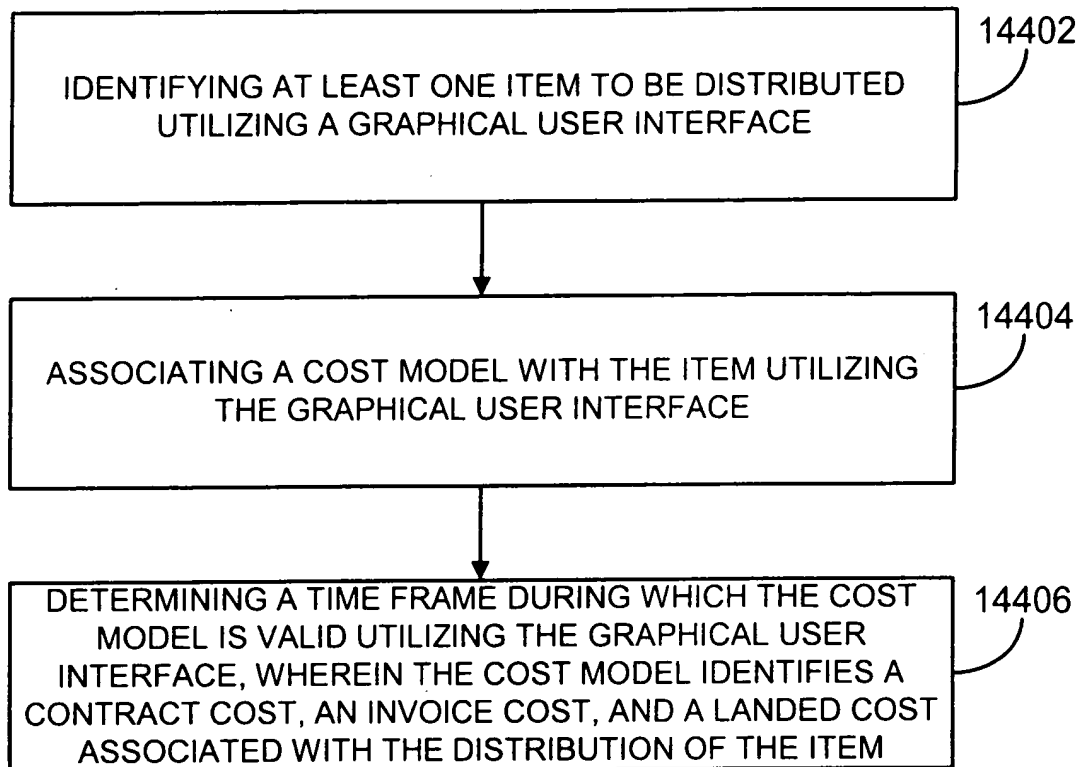 14402
IDENTIFYING AT LEAST ONE ITEM TO BE DISTRIBUTED
UTILIZING A GRAPHICAL USER INTERFACE
14404
ASSOCIATING A COST MODEL WITH THE ITEM UTILIZING
THE GRAPHICAL USER INTERFACE
14406
DETERMINING A TIME FRAME DURING WHICH THE COST
MODEL IS VALID UTILIZING THE GRAPHICAL USER
INTERFACE, WHEREIN THE COST MODEL IDENTIFIES A
CONTRACT COST, AN INVOICE COST, AND A LANDED COST
ASSOCIATED WITH THE DISTRIBUTION OF THE ITEM